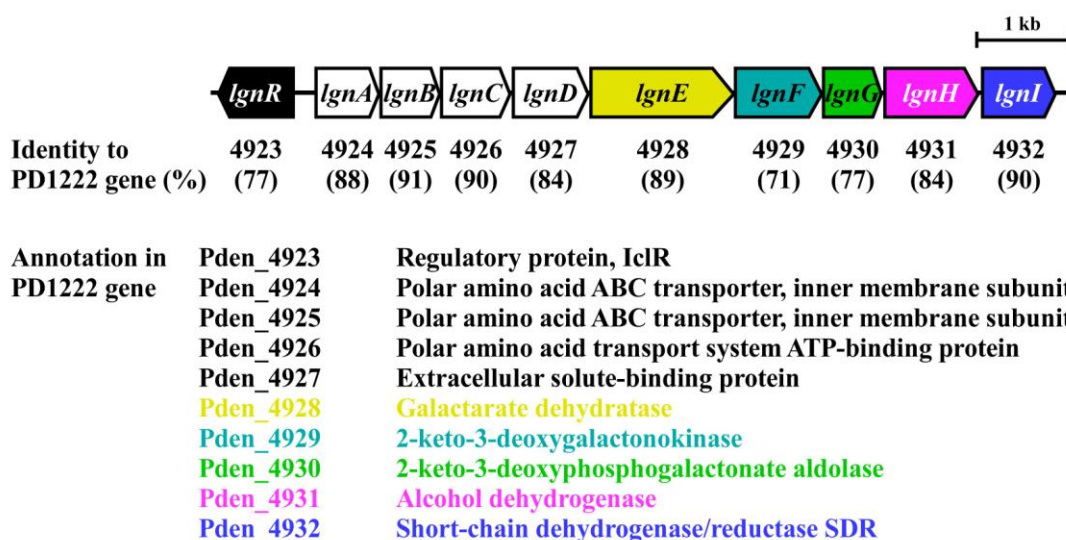 1 kb
lgnR lgnA lgnB lgnC lgnD lgnE lgnF lgnG lgnH lgnI
Identity to 4923 4924 4925 4926 4927 4928 4929 4930 4931 4932
PD1222 gene (%) (77) (88) (91) (90) (84) (89) (71) (77) (84) (90)
Annotation in Pden_4923 Regulatory protein, IclR
PD1222 gene Pden_4924 Polar amino acid ABC transporter, inner membrane subunit
Pden_4925 Polar amino acid ABC transporter, inner membrane subunit
Pden_4926 Polar amino acid transport system ATP-binding protein
Pden_4927 Extracellular solute-binding protein
Pden_4928 Galactarate dehydratase
Pden_4929 2-keto-3-deoxygalactonokinase
Pden_4930 2-keto-3-deoxyphosphogalactonate aldolase
Pden_4931 Alcohol dehydrogenase
Pden_4932 Short-chain dehydrogenase/reductase SDR